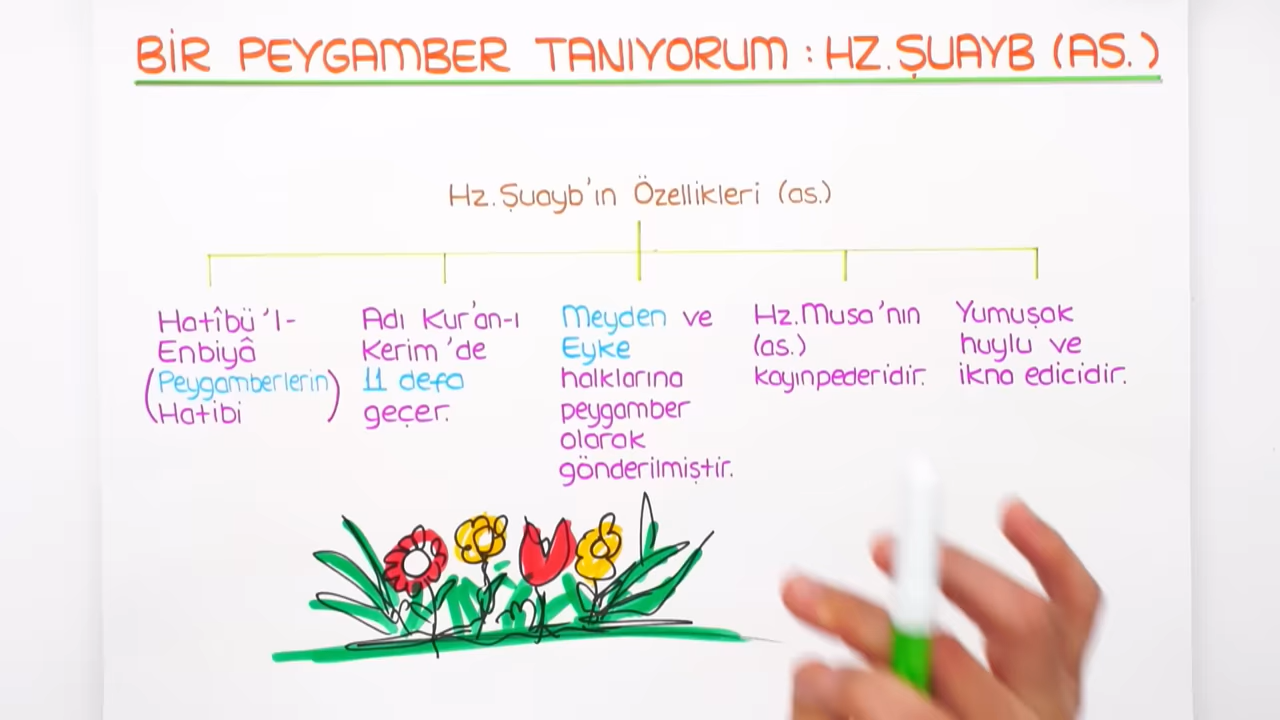 BİR PEYGAMBER TANIYORUM : HZ. ŞUAYB (AS.)
Hz. Şuayb'ın Özellikleri (as.)
Hatîbü'l-
Enbiyâ
(Peygamberlerin
Hatibi)
Adı Kur'an-ı
Kerim'de
11 defa
geçer.
Meyden ve
Eyke
halklarına
peygamber
olarak
gönderilmiştir.
Hz. Musa'nın
(as.)
kayınpederidir.
Yumuşak
huylu ve
ikna edicidir.